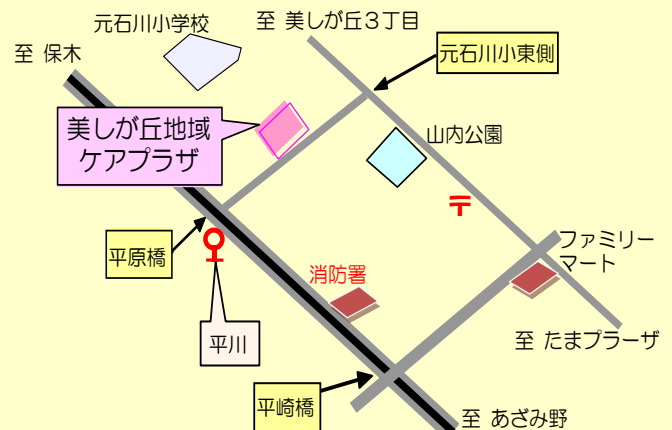 元石川小学校
至 美しが丘3丁目
至 保木
元石川小東側
美しが丘地域
ケアプラザ
山内公園
〒
平原橋
ファミリー
マート
消防署
平川
至 たまプラーザ
平崎橋
至 あざみ野